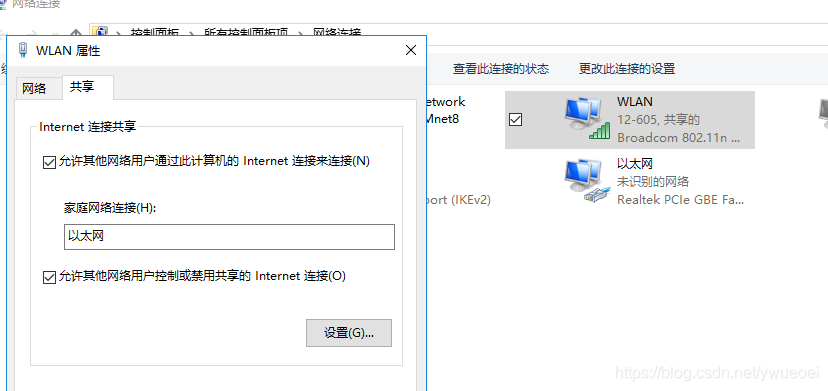 网络连接
控制面板 所有控制面板项 网络连接
WLAN 属性
网络
共享
Internet 连接共享
允许其他网络用户通过此计算机的 Internet 连接来连接(N)
家庭网络连接(H):
以太网
允许其他网络用户控制或禁用共享的 Internet 连接(O)
设置(G)...
查看此连接的状态
更改此连接的设置
etwork
Mnet8
port (IKEv2)
WLAN
12-605, 共享的
Broadcom 802.11n ...
以太网
未识别的网络
Realtek PCIe GBE Fa...
https://blog.csdn.net/ywueoei